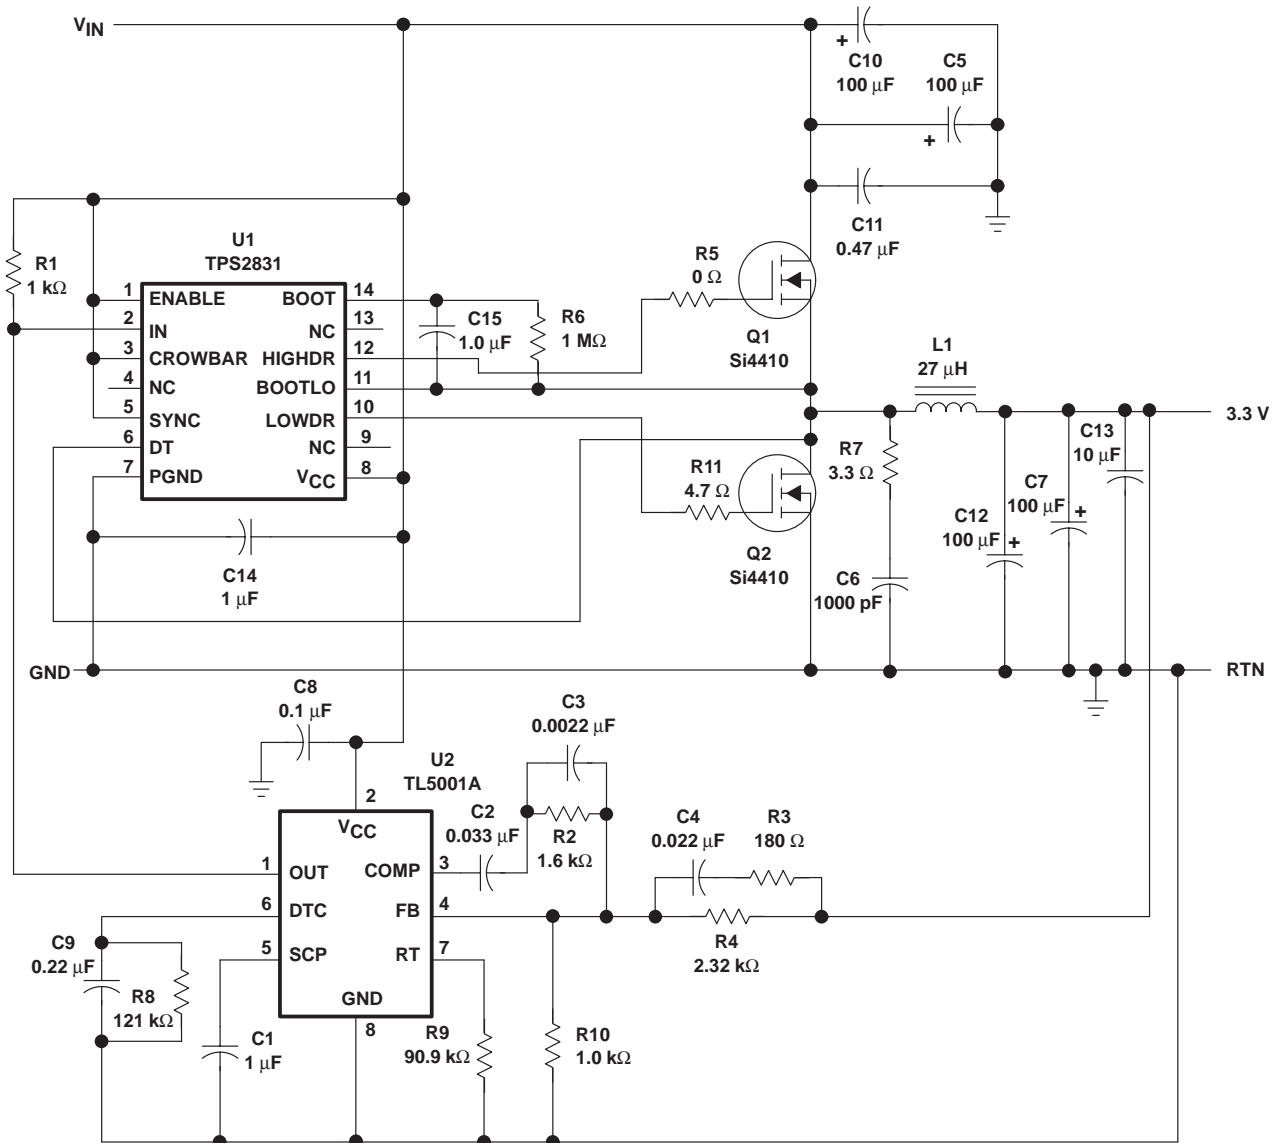 VIN
C10
100 μF
C5
100 μF
+
+
C11
0.47 μF
U1
TPS2831
R1
1 kΩ
1 ENABLE BOOT 14
2 IN NC 13
3 CROWBAR HIGHDR 12
4 NC BOOTLO 11
5 SYNC LOWDR 10
6 DT NC 9
7 PGND VCC 8
C15
1.0 μF
R6
1 MΩ
R5
0 Ω
Q1
Si4410
L1
27 μH
3.3 V
R11
4.7 Ω
Q2
Si4410
R7
3.3 Ω
C6
1000 pF
C12
100 μF
+
C7
100 μF
+
C13
10 μF
C14
1 μF
GND
RTN
C8
0.1 μF
U2
TL5001A
C3
0.0022 μF
C2
0.033 μF
R2
1.6 kΩ
C4
0.022 μF
R3
180 Ω
R4
2.32 kΩ
2
VCC
1 OUT COMP 3
6 DTC FB 4
5 SCP RT 7
GND
8
C9
0.22 μF
R8
121 kΩ
C1
1 μF
R9
90.9 kΩ
R10
1.0 kΩ